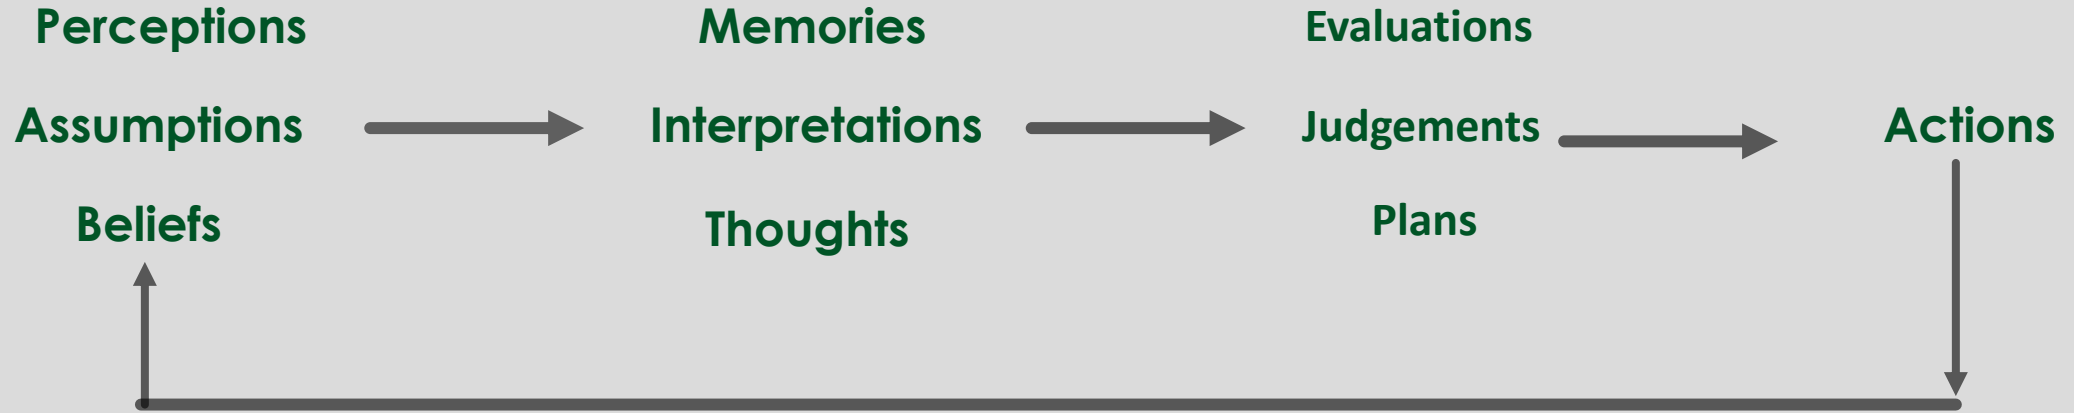 Perceptions
Assumptions
Beliefs
Memories
Interpretations
Thoughts
Evaluations
Judgements
Plans
Actions